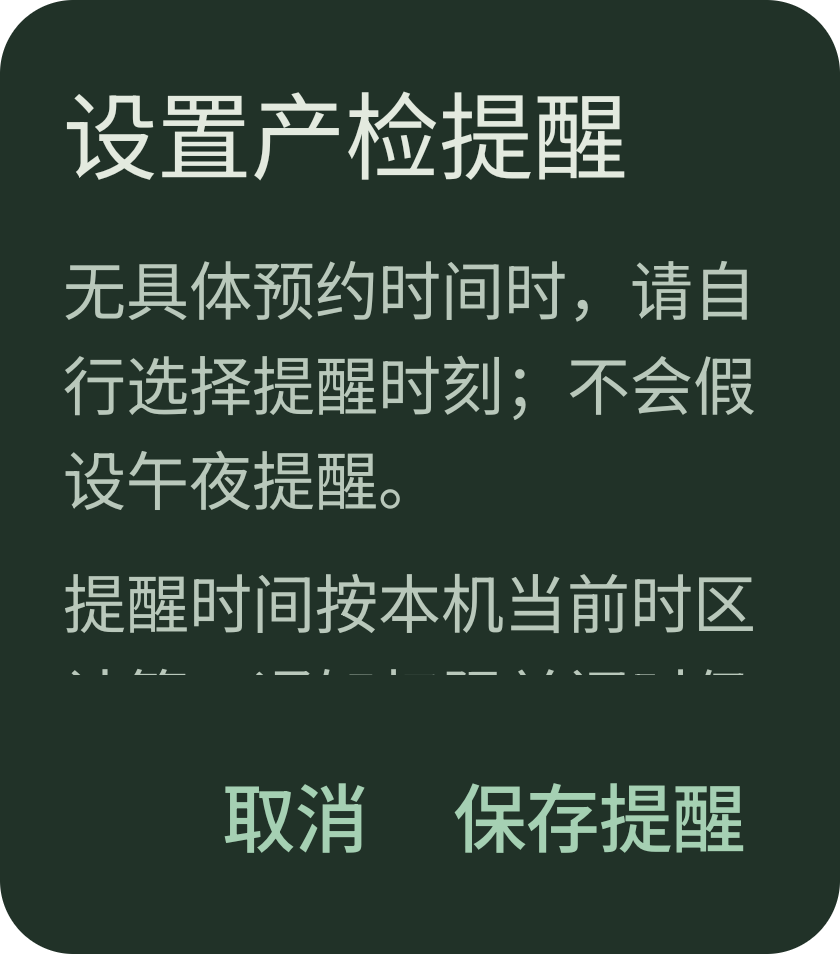 设置产检提醒
无具体预约时间时，请自
行选择提醒时刻；不会假
设午夜提醒。
提醒时间按本机当前时区
取消 保存提醒